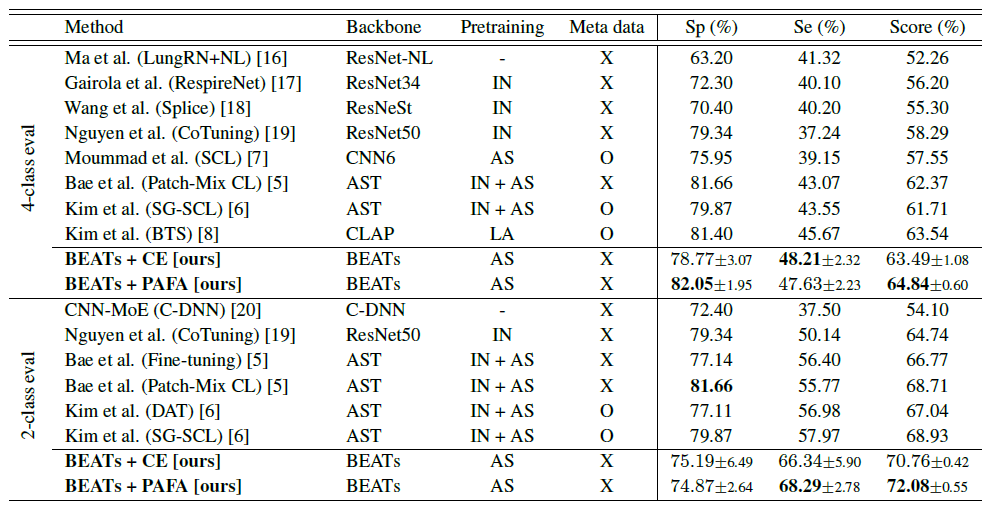 Method Backbone Pretraining Meta data Sp (%) Se (%) Score (%)
4-class eval
Ma et al. (LungRN+NL) [16] ResNet-NL - X 63.20 41.32 52.26
Gairola et al. (RespireNet) [17] ResNet34 IN X 72.30 40.10 56.20
Wang et al. (Splice) [18] ResNeSt IN X 70.40 40.20 55.30
Nguyen et al. (CoTuning) [19] ResNet50 IN X 79.34 37.24 58.29
Moummad et al. (SCL) [7] CNN6 AS O 75.95 39.15 57.55
Bae et al. (Patch-Mix CL) [5] AST IN + AS X 81.66 43.07 62.37
Kim et al. (SG-SCL) [6] AST IN + AS O 79.87 43.55 61.71
Kim et al. (BTS) [8] CLAP LA O 81.40 45.67 63.54
BEATs + CE [ours] BEATs AS X 78.77±3.07 48.21±2.32 63.49±1.08
BEATs + PAFA [ours] BEATs AS X 82.05±1.95 47.63±2.23 64.84±0.60
2-class eval
CNN-MoE (C-DNN) [20] C-DNN - X 72.40 37.50 54.10
Nguyen et al. (CoTuning) [19] ResNet50 IN X 79.34 50.14 64.74
Bae et al. (Fine-tuning) [5] AST IN + AS X 77.14 56.40 66.77
Bae et al. (Patch-Mix CL) [5] AST IN + AS X 81.66 55.77 68.71
Kim et al. (DAT) [6] AST IN + AS O 77.11 56.98 67.04
Kim et al. (SG-SCL) [6] AST IN + AS O 79.87 57.97 68.93
BEATs + CE [ours] BEATs AS X 75.19±6.49 66.34±5.90 70.76±0.42
BEATs + PAFA [ours] BEATs AS X 74.87±2.64 68.29±2.78 72.08±0.55